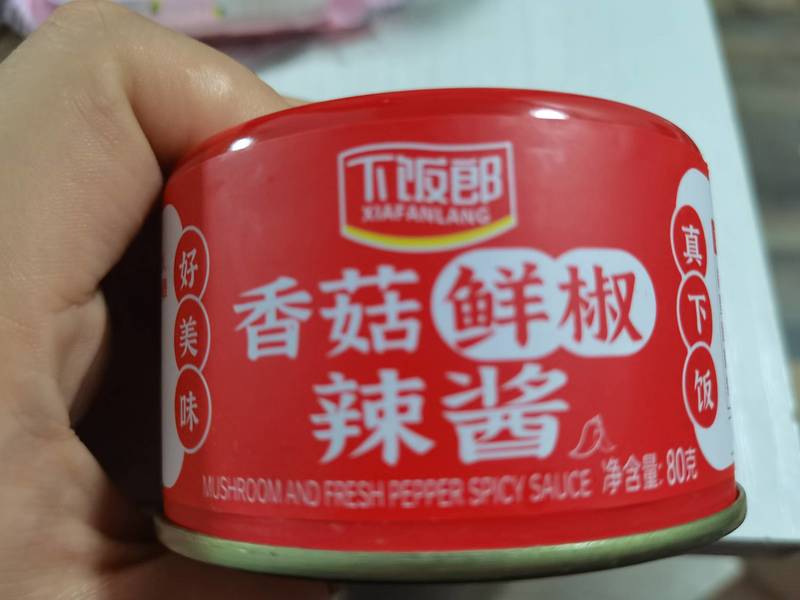 下饭郎
XIAFANLANG
香菇鲜椒
辣酱
MUSHROOM AND FRESH PEPPER SPICY SAUCE 净含量: 80克
好美味
真下饭